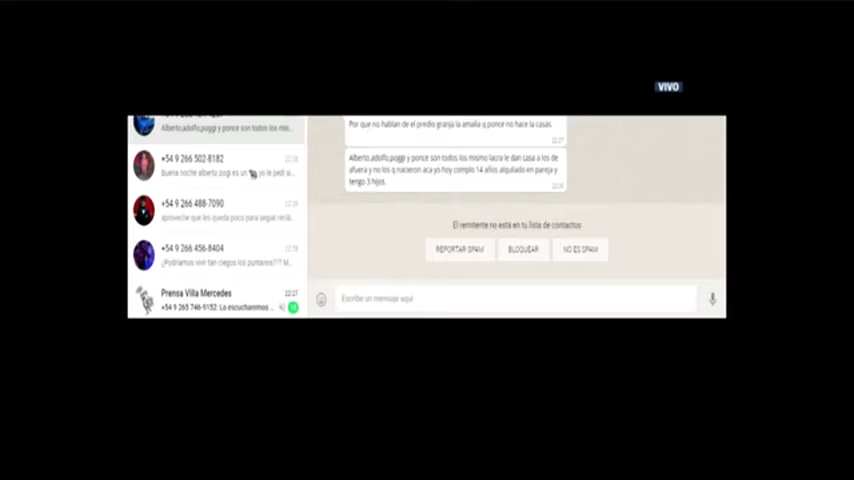 VIVO
Alberto,adolfo,poggi y ponce son todos los mis...
+54 9 266 502-8182
22:28
Buena noche alberto pogi es un 🐀 yo le pedi si...
+54 9 266 488-7090
aproveche que les queda poco para seguir
+54 9 266 456-8404
¿Podríamos vivir tan ciegos los puntanos??? M...
Prensa Villa Mercedes
22:27
+54 9 265 746-9152: Lo escucharemos ...
Por que no hablan de el predio granja la amalia q ponce no hace la casas.
22:27
Alberto,adolfo,poggi y ponce son todos los mismo lacra le dan casa a los de
afuera y no los q nacieron aca yo hoy complo 14 años alquilado en pareja y
tengo 3 hijos.
El remitente no está en tu lista de contactos
REPORTAR SPAM
BLOQUEAR
NO ES SPAM
Escribe un mensaje aquí